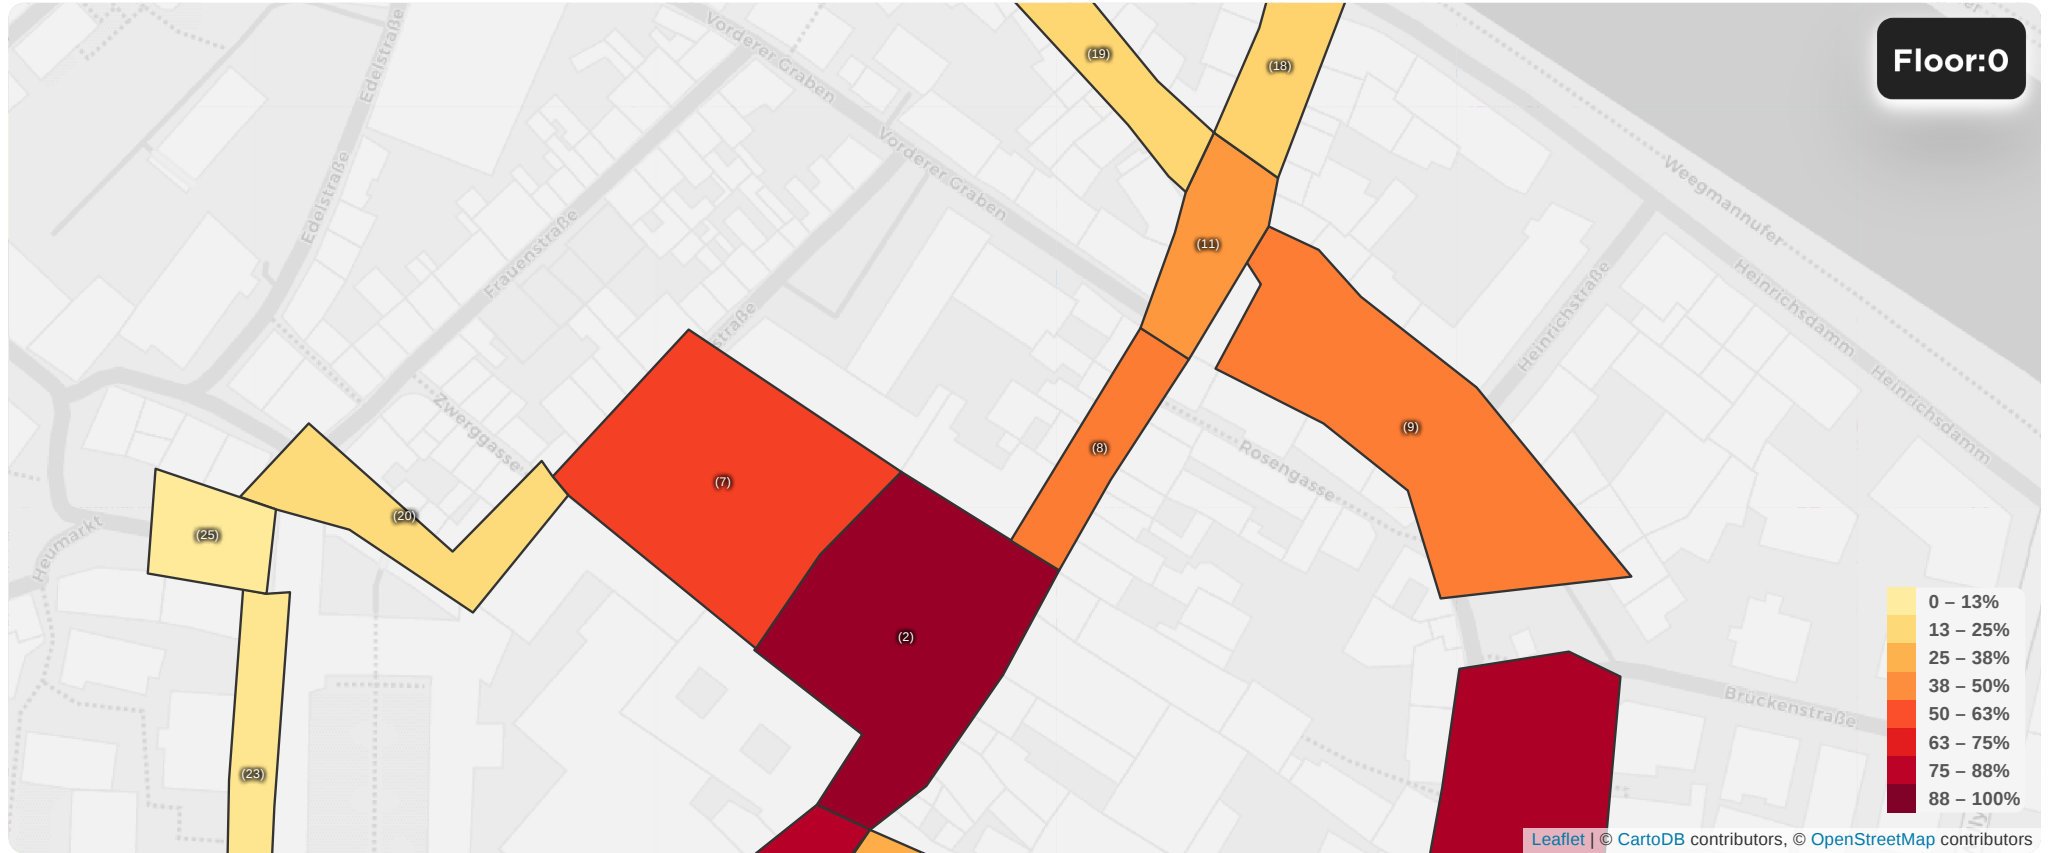 Edelstraße
Vorderer Graben
(19)
(18)
Floor:0
Vorderer Graben
Edelstraße
Weegmannufer
Frauenstraße
(11)
Heinrichstraße
Heinrichsdamm
straße
Zwerggasse
Heinrichsdamm
(9)
(8)
Rosengasse
(7)
(20)
(25)
Heumarkt
(2)
Brückenstraße
(23)
0 – 13%
13 – 25%
25 – 38%
38 – 50%
50 – 63%
63 – 75%
75 – 88%
88 – 100%
Leaflet | © CartoDB contributors, © OpenStreetMap contributors